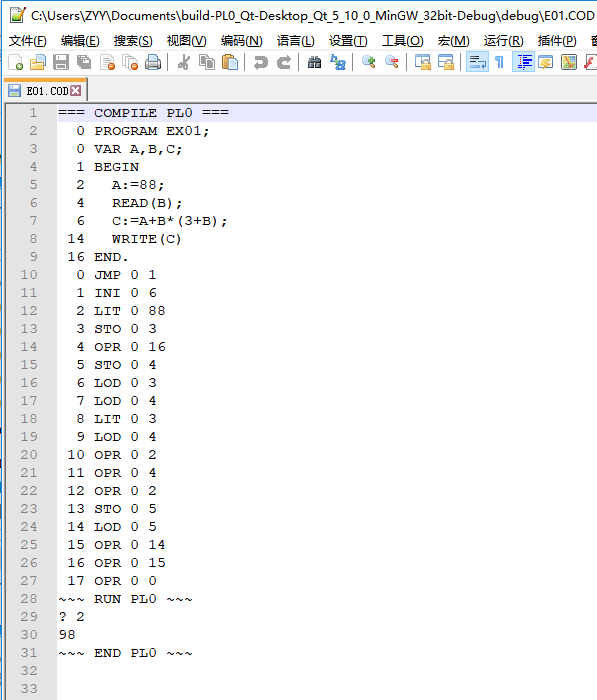 C:\Users\ZYY\Documents\build-PL0_Qt-Desktop_Qt_5_10_0_MinGW_32bit-Debug\debug\E01.COD
文件(F) 编辑(E) 搜索(S) 视图(V) 编码(N) 语言(L) 设置(T) 工具(O) 宏(M) 运行(R) 插件(P)
E01.COD
1 === COMPILE PL0 ===
2 0 PROGRAM EX01;
3 0 VAR A,B,C;
4 1 BEGIN
5 2 A:=88;
6 4 READ(B);
7 6 C:=A+B*(3+B);
8 14 WRITE(C)
9 16 END.
10 0 JMP 0 1
11 1 INI 0 6
12 2 LIT 0 88
13 3 STO 0 3
14 4 OPR 0 16
15 5 STO 0 4
16 6 LOD 0 3
17 7 LOD 0 4
18 8 LIT 0 3
19 9 LOD 0 4
20 10 OPR 0 2
21 11 OPR 0 4
22 12 OPR 0 2
23 13 STO 0 5
24 14 LOD 0 5
25 15 OPR 0 14
26 16 OPR 0 15
27 17 OPR 0 0
28 ~~~ RUN PL0 ~~~
29 ? 2
30 98
31 ~~~ END PL0 ~~~
32
33